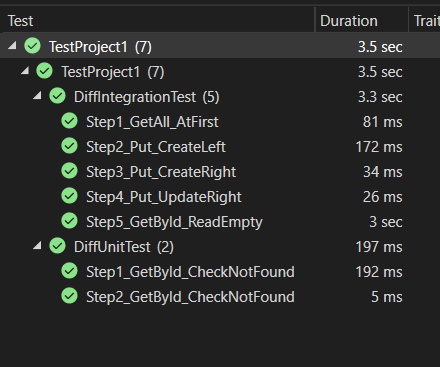 Test Duration Trait
TestProject1 (7) 3.5 sec
TestProject1 (7) 3.5 sec
DiffIntegrationTest (5) 3.3 sec
Step1_GetAll_AtFirst 81 ms
Step2_Put_CreateLeft 172 ms
Step3_Put_CreateRight 34 ms
Step4_Put_UpdateRight 26 ms
Step5_GetById_ReadEmpty 3 sec
DiffUnitTest (2) 197 ms
Step1_GetById_CheckNotFound 192 ms
Step2_GetById_CheckNotFound 5 ms